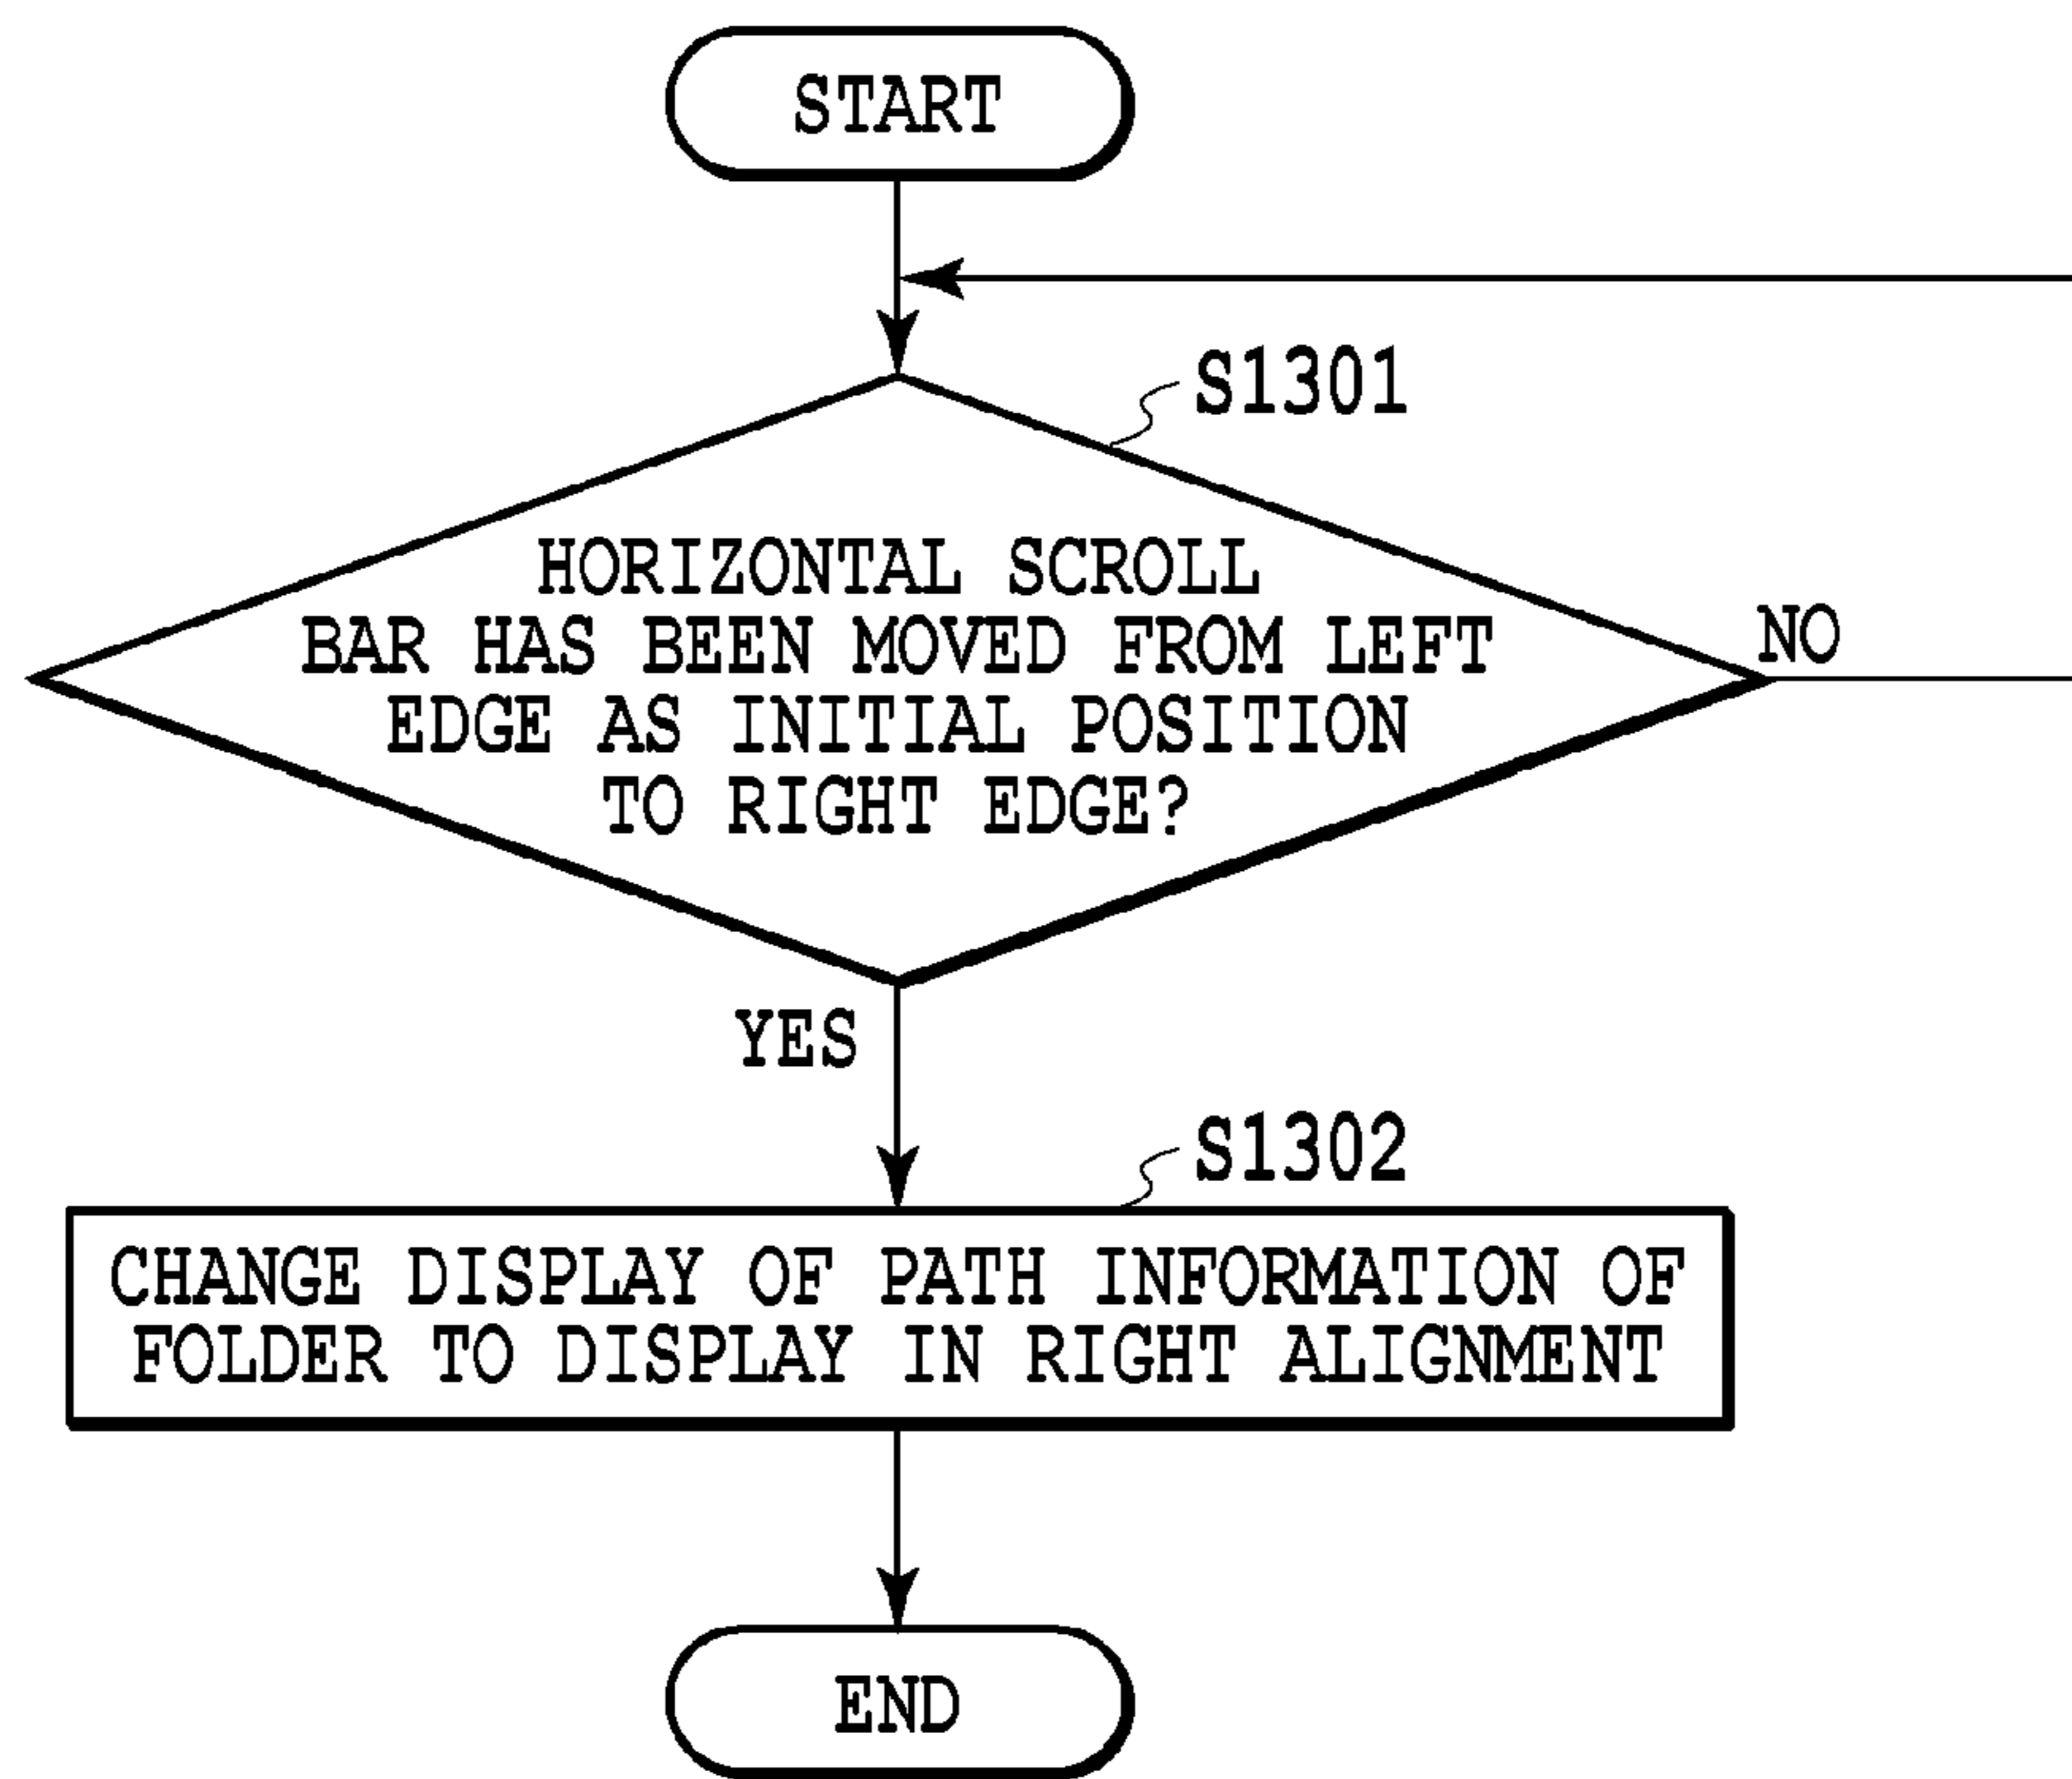 START
S1301
HORIZONTAL SCROLL
BAR HAS BEEN MOVED FROM LEFT
EDGE AS INITIAL POSITION
TO RIGHT EDGE?
NO
YES
S1302
CHANGE DISPLAY OF PATH INFORMATION OF
FOLDER TO DISPLAY IN RIGHT ALIGNMENT
END